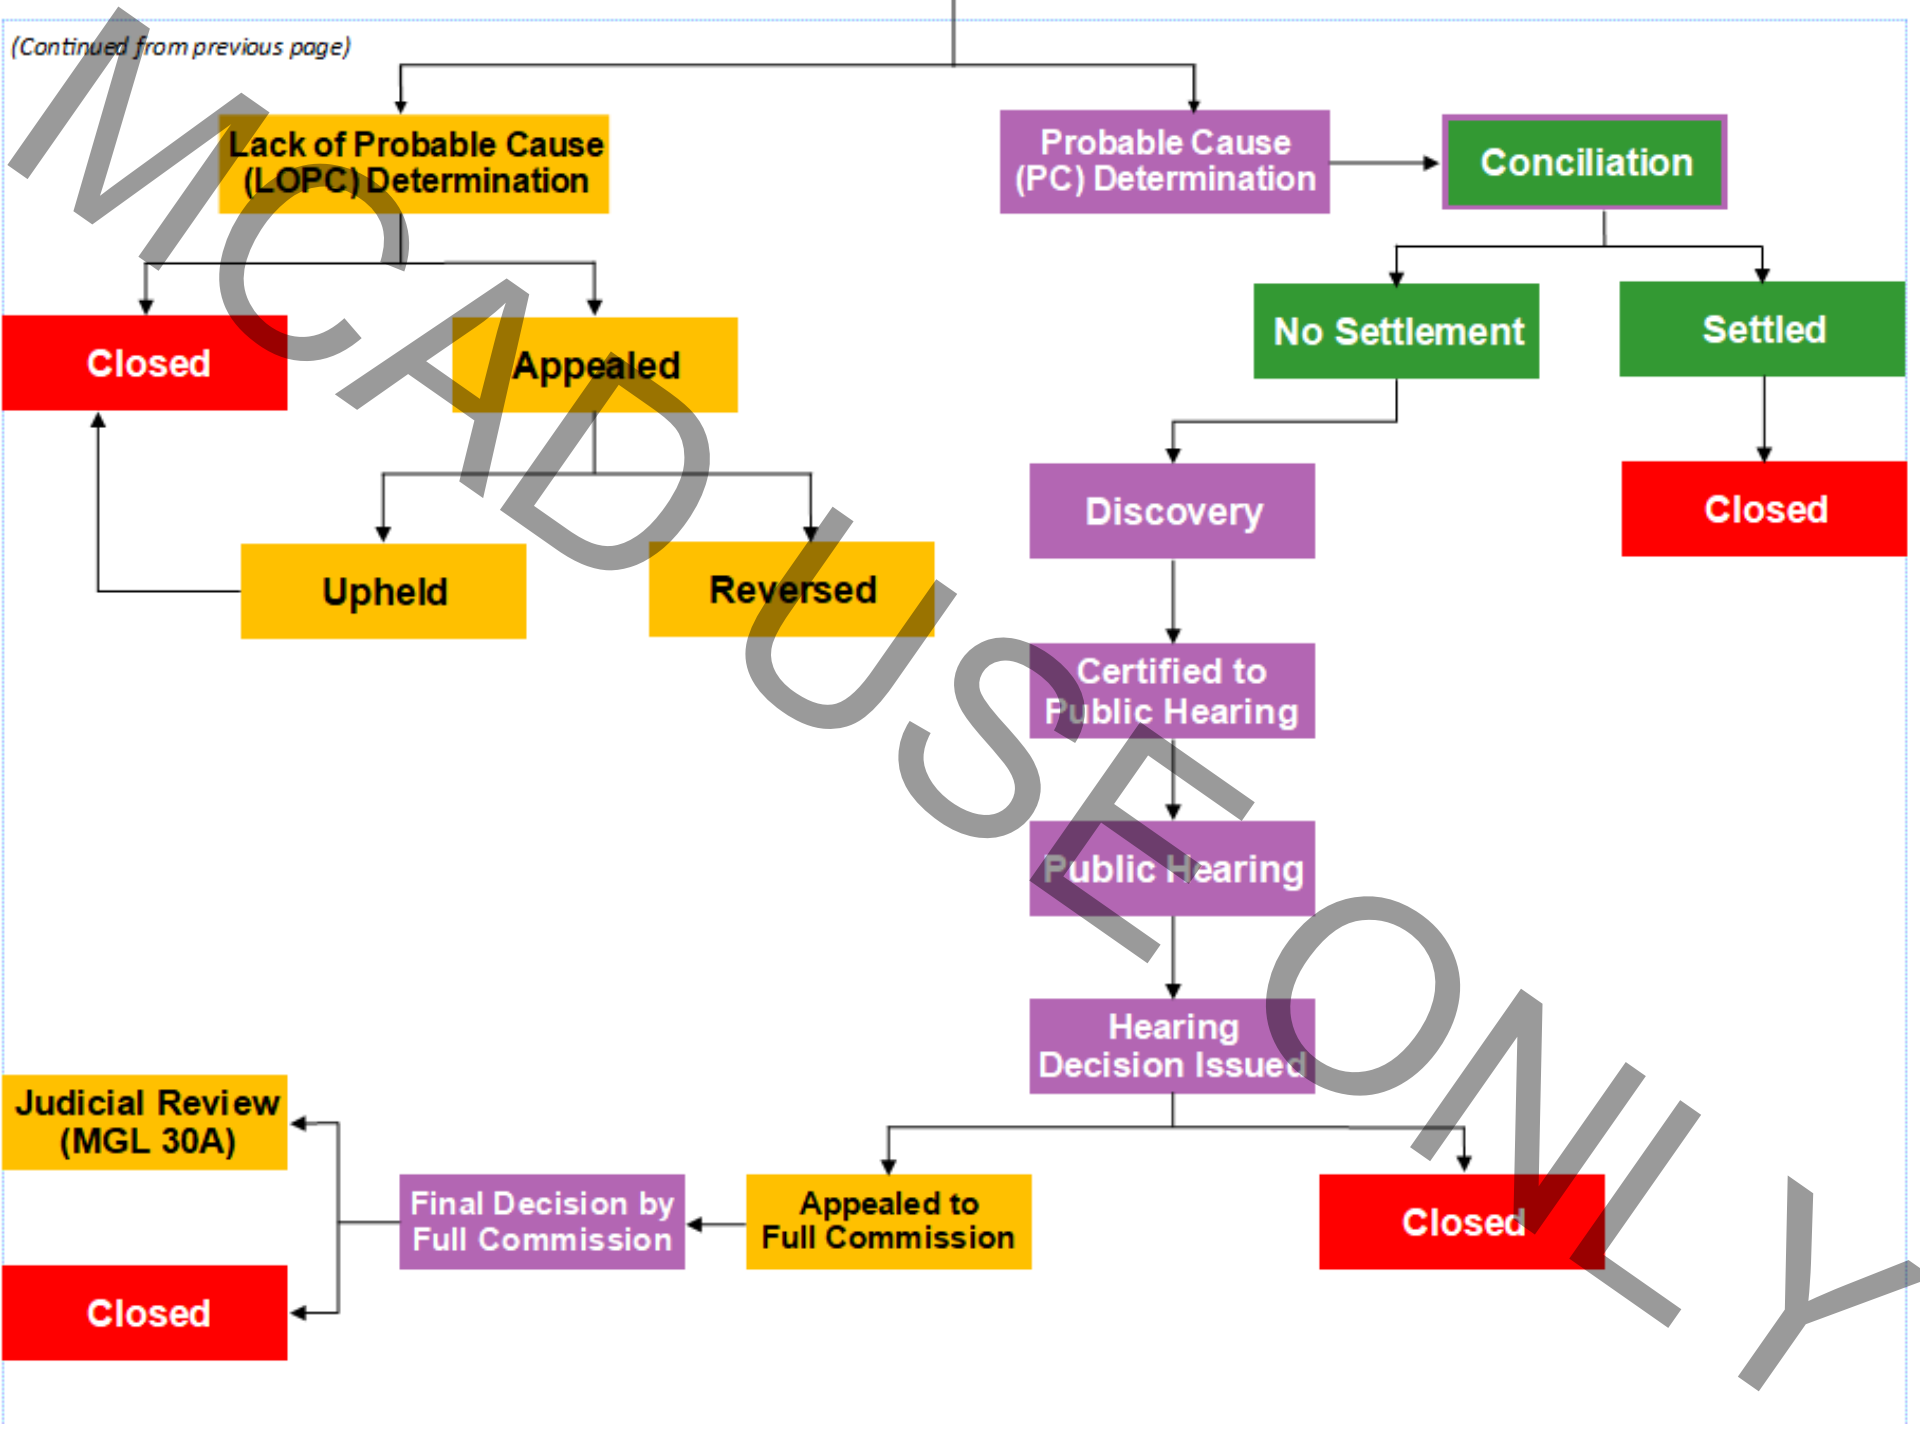 (Continued from previous page)
Lack of Probable Cause
(LOPC) Determination
Probable Cause
(PC) Determination
Conciliation
No Settlement
Settled
Closed
Appealed
Discovery
Closed
Upheld
Reversed
Certified to
Public Hearing
Public Hearing
Hearing
Decision Issued
Judicial Review
(MGL 30A)
Final Decision by
Full Commission
Appealed to
Full Commission
Closed
Closed
MCAD USE ONLY